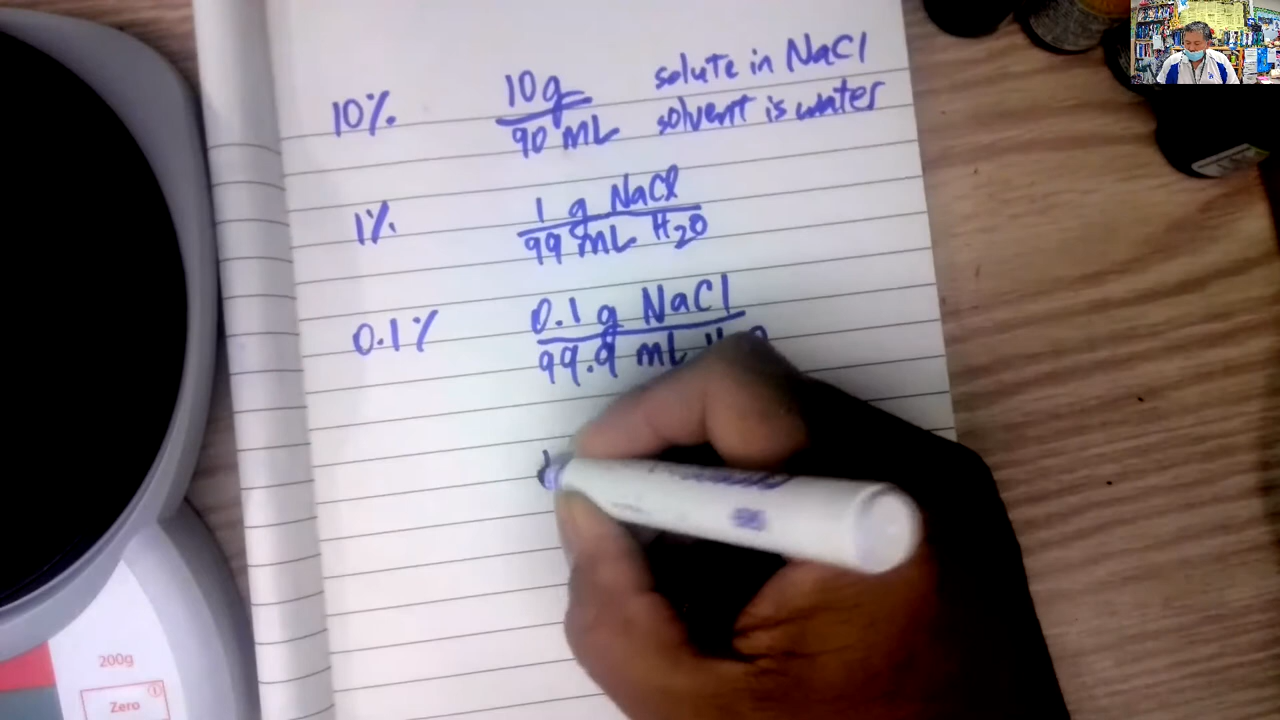 10% 10g solute in NaCl
90 mL solvent is water
1% 1 g NaCl
99 mL H2O
0.1% 0.1 g NaCl
99.9 mL
200g
Zero